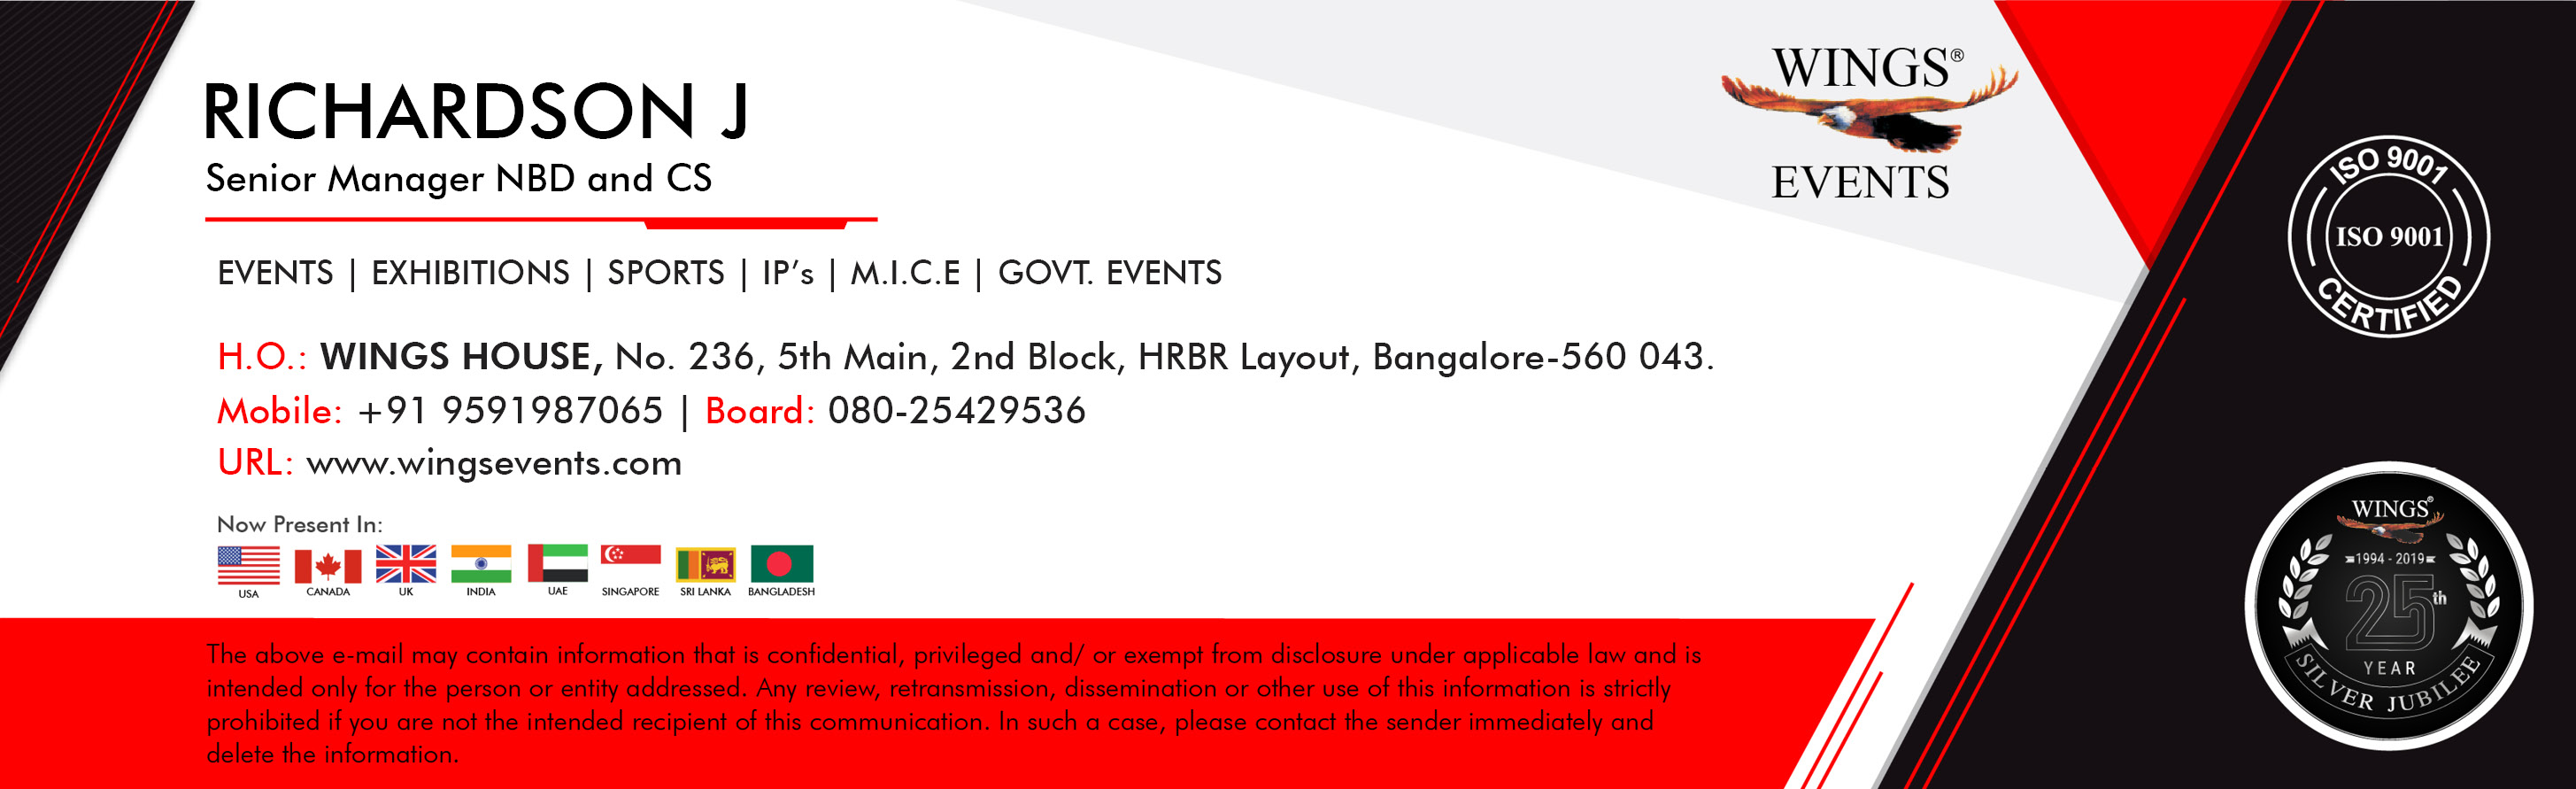 RICHARDSON J
Senior Manager NBD and CS
EVENTS | EXHIBITIONS | SPORTS | IP’s | M.I.C.E | GOVT. EVENTS
H.O.: WINGS HOUSE, No. 236, 5th Main, 2nd Block, HRBR Layout, Bangalore-560 043.
Mobile: +91 9591987065 | Board: 080-25429536
URL: www.wingsevents.com
Now Present In:
USA CANADA UK INDIA UAE SINGAPORE SRI LANKA BANGLADESH
The above e-mail may contain information that is confidential, privileged and/ or exempt from disclosure under applicable law and is
intended only for the person or entity addressed. Any review, retransmission, dissemination or other use of this information is strictly
prohibited if you are not the intended recipient of this communication. In such a case, please contact the sender immediately and
delete the information.
WINGS®
EVENTS
ISO 9001
ISO 9001
CERTIFIED
WINGS®
1994 - 2019
25th
YEAR
SILVER JUBILEE